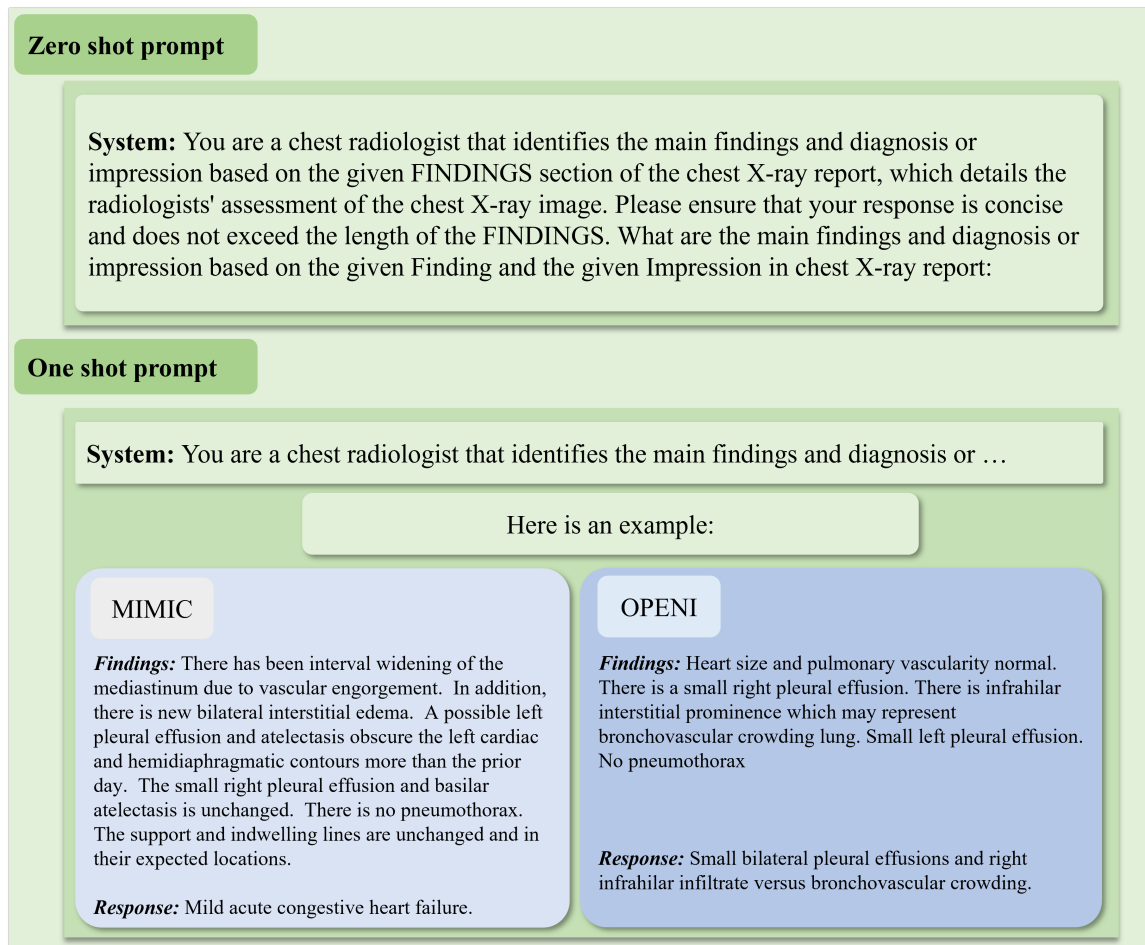 Zero shot prompt
System: You are a chest radiologist that identifies the main findings and diagnosis or
impression based on the given FINDINGS section of the chest X-ray report, which details the
radiologists' assessment of the chest X-ray image. Please ensure that your response is concise
and does not exceed the length of the FINDINGS. What are the main findings and diagnosis or
impression based on the given Finding and the given Impression in chest X-ray report:
One shot prompt
System: You are a chest radiologist that identifies the main findings and diagnosis or …
Here is an example:
MIMIC
Findings: There has been interval widening of the
mediastinum due to vascular engorgement.  In addition,
there is new bilateral interstitial edema.  A possible left
pleural effusion and atelectasis obscure the left cardiac
and hemidiaphragmatic contours more than the prior
day.  The small right pleural effusion and basilar
atelectasis is unchanged.  There is no pneumothorax.
The support and indwelling lines are unchanged and in
their expected locations.
Response: Mild acute congestive heart failure.
OPENI
Findings: Heart size and pulmonary vascularity normal.
There is a small right pleural effusion. There is infrahilar
interstitial prominence which may represent
bronchovascular crowding lung. Small left pleural effusion.
No pneumothorax
Response: Small bilateral pleural effusions and right
infrahilar infiltrate versus bronchovascular crowding.